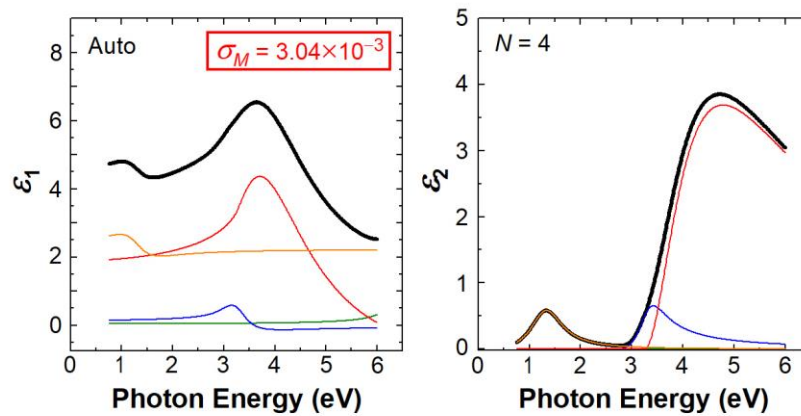 Auto
σM = 3.04×10⁻³
8
6
4
2
0
ε1
0 1 2 3 4 5 6
Photon Energy (eV)
N = 4
5
4
3
2
1
0
ε2
0 1 2 3 4 5 6
Photon Energy (eV)